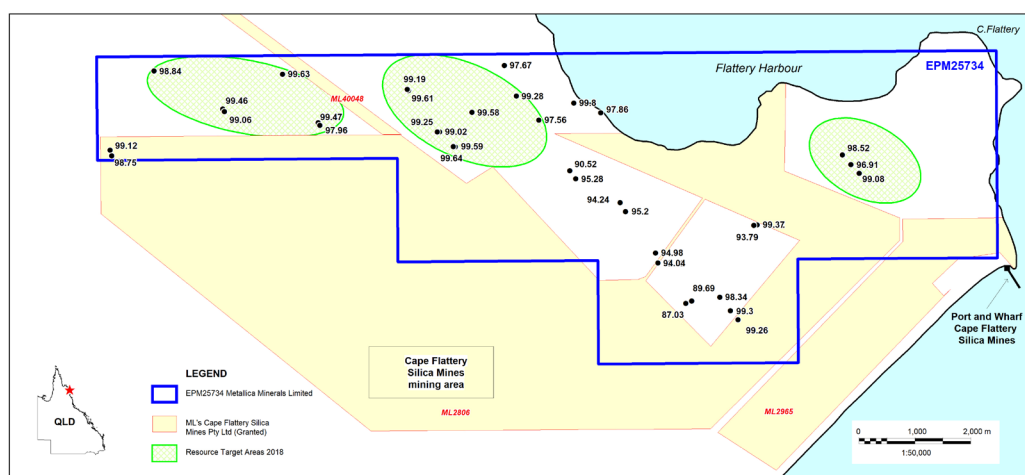 C.Flattery
Flattery Harbour
EPM25734
97.67
98.84
99.63
99.19
99.61
99.28
99.8
97.86
ML40048
99.46
99.06
99.58
99.47
97.96
99.25
99.02
97.56
99.59
99.64
99.12
98.75
98.52
96.91
99.08
90.52
95.28
94.24
95.2
99.37
93.79
94.98
94.04
89.69
98.34
87.03
99.3
99.26
Port and Wharf
Cape Flattery
Silica Mines
Cape Flattery
Silica Mines
mining area
ML2806
ML2965
QLD
LEGEND
EPM25734 Metallica Minerals Limited
ML's Cape Flattery Silica
Mines Pty Ltd (Granted)
Resource Target Areas 2018
0 1,000 2,000 m
1:50,000